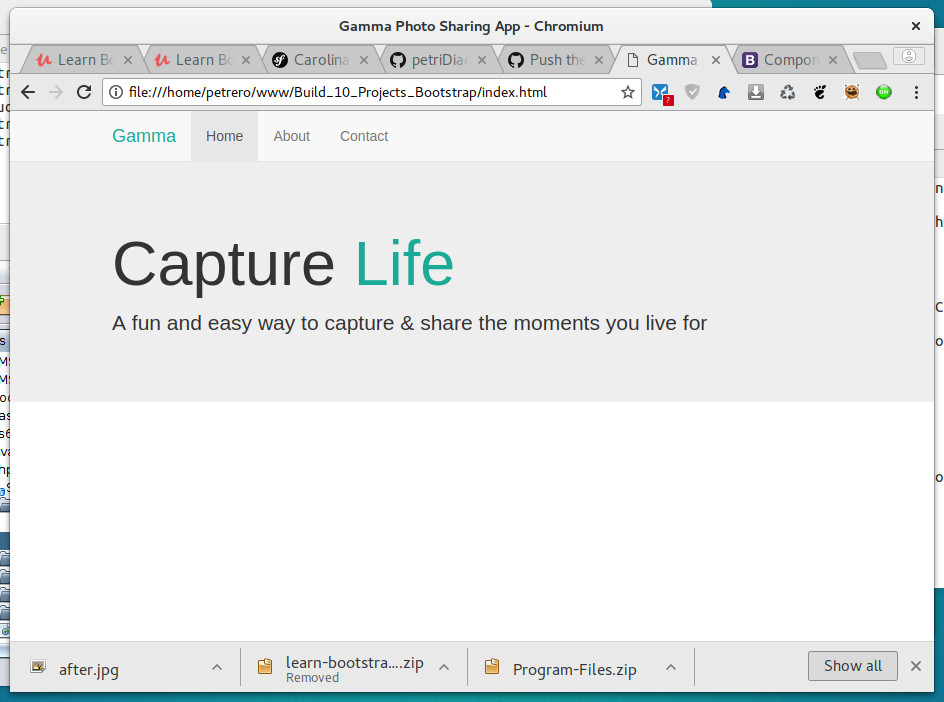 Gamma Photo Sharing App - Chromium
Learn Bo
Learn Bo
Carolina
petriDia
Push the
Gamma
Compon
file:///home/petrero/www/Build_10_Projects_Bootstrap/index.html
Gamma Home About Contact
Capture Life
A fun and easy way to capture & share the moments you live for
after.jpg
learn-bootstra....zip
Removed
Program-Files.zip
Show all